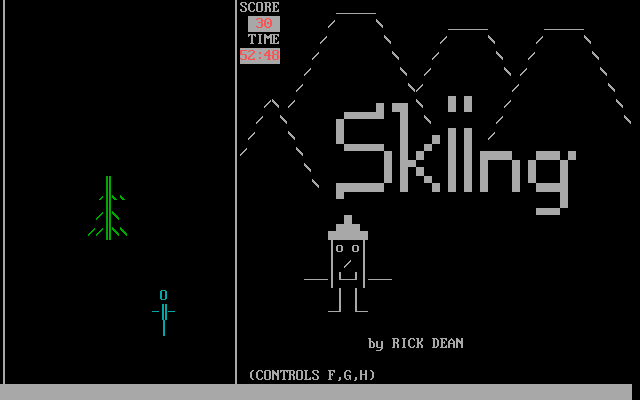 SCORE
30
TIME
52:48
Skiing
by RICK DEAN
(CONTROLS F,G,H)